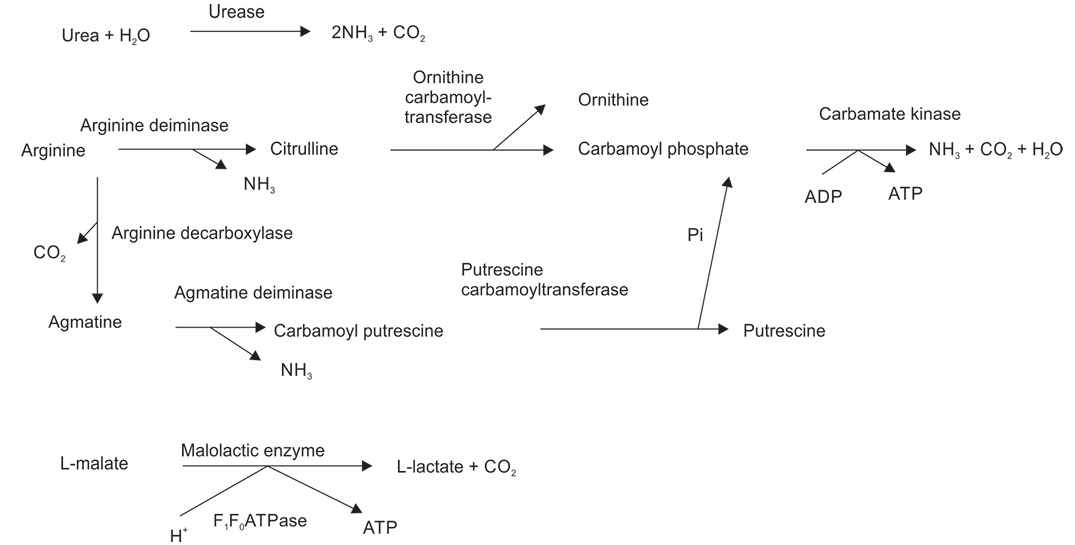 Urease
Urea + H₂O
2NH₃ + CO₂
Ornithine
carbamoyl-
transferase
Ornithine
Carbamate kinase
Arginine deiminase
Arginine
Citrulline
Carbamoyl phosphate
NH₃ + CO₂ + H₂O
NH₃
ADP
ATP
Arginine decarboxylase
CO₂
Pi
Putrescine
carbamoyltransferase
Agmatine deiminase
Agmatine
Carbamoyl putrescine
Putrescine
NH₃
Malolactic enzyme
L-malate
L-lactate + CO₂
F₁F₀ATPase
H⁺
ATP